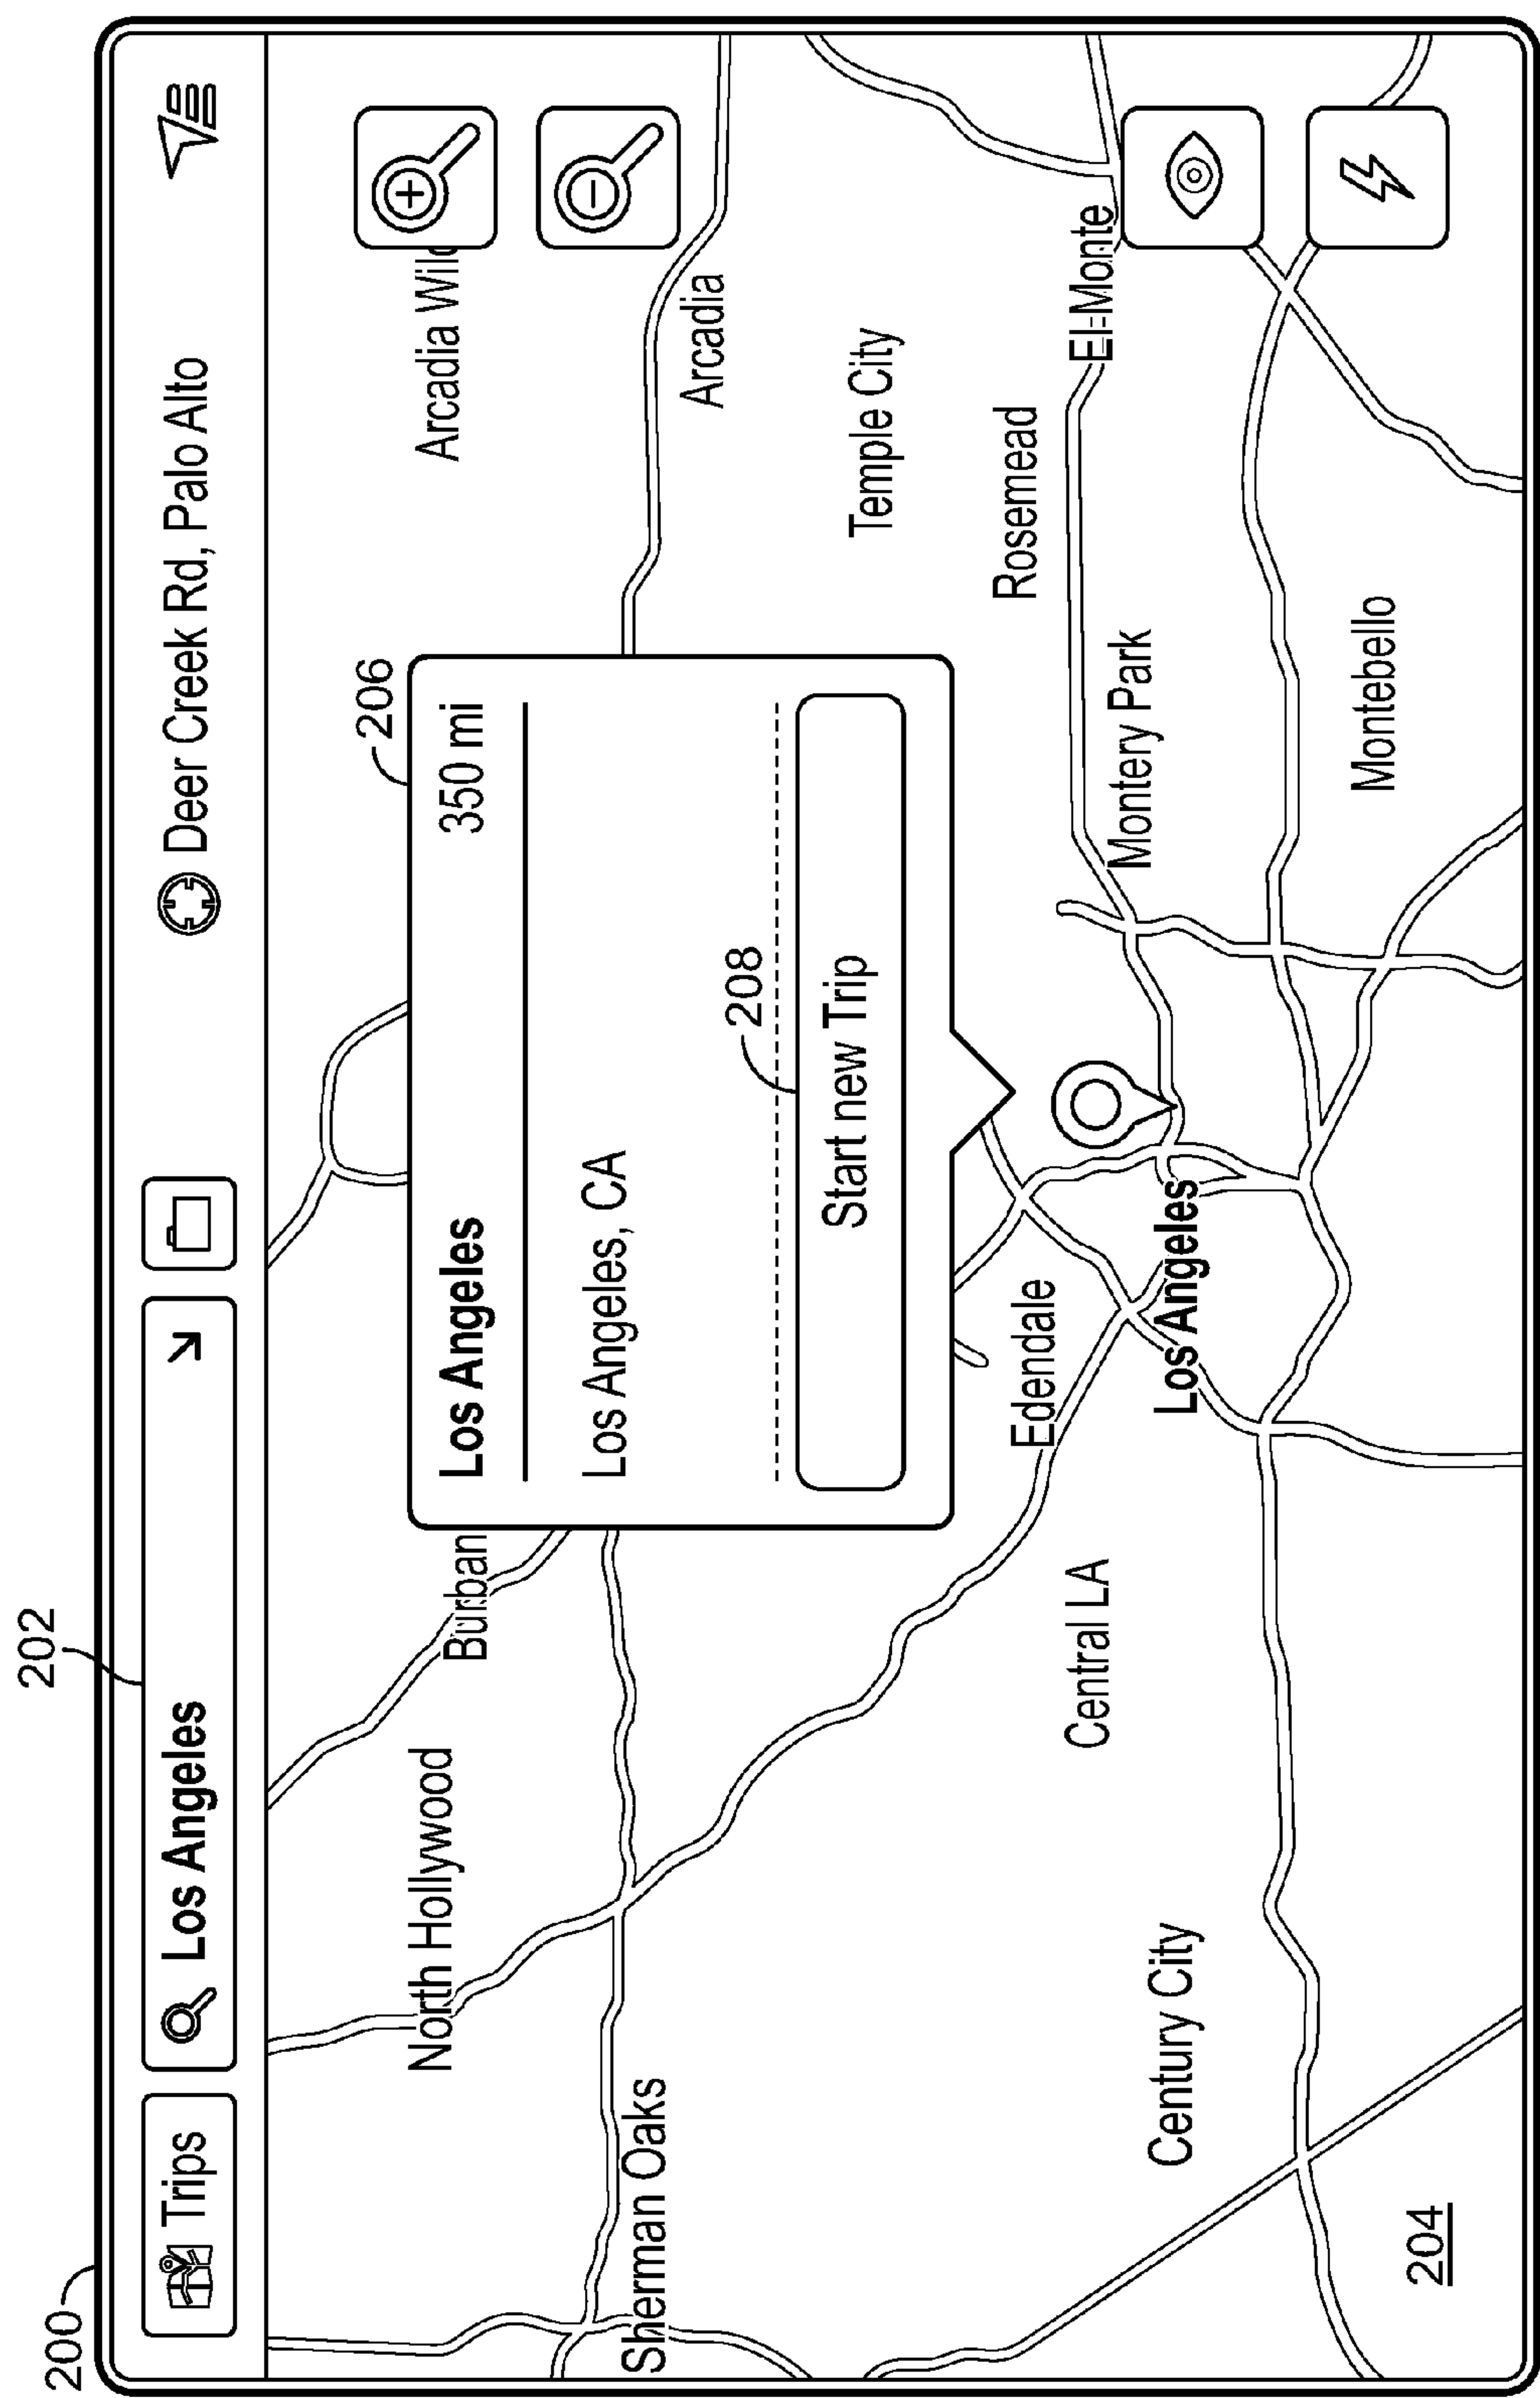 200
202
Trips
Los Angeles
Deer Creek Rd, Palo Alto
206
Los Angeles
350 mi
Los Angeles, CA
208
Start new Trip
North Hollywood
Burban
Arcadia Wilc
Sherman Oaks
Arcadia
Temple City
Edendale
Rosemead
Central LA
El Monte
Century City
Los Angeles
Montery Park
Montebello
204